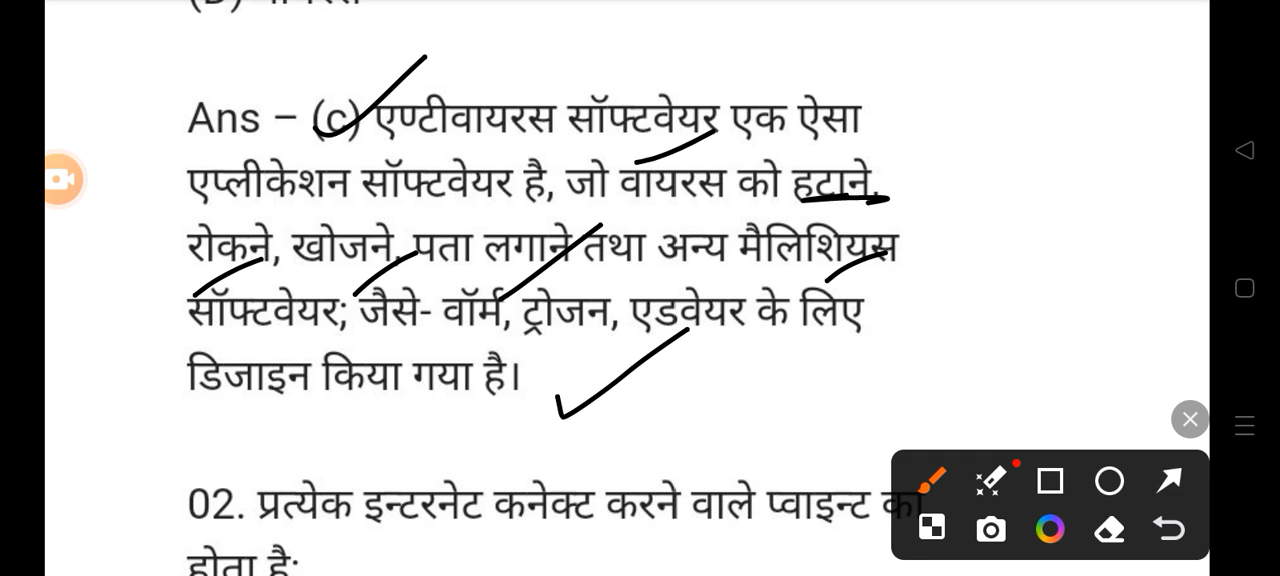 Ans – (c) एण्टीवायरस सॉफ्टवेयर एक ऐसा
एप्लीकेशन सॉफ्टवेयर है, जो वायरस को हटाने,
रोकने, खोजने, पता लगाने तथा अन्य मैलिशियस
सॉफ्टवेयर; जैसे- वॉर्म, ट्रोजन, एडवेयर के लिए
डिजाइन किया गया है।
02. प्रत्येक इन्टरनेट कनेक्ट करने वाले प्वाइन्ट का
होता है: